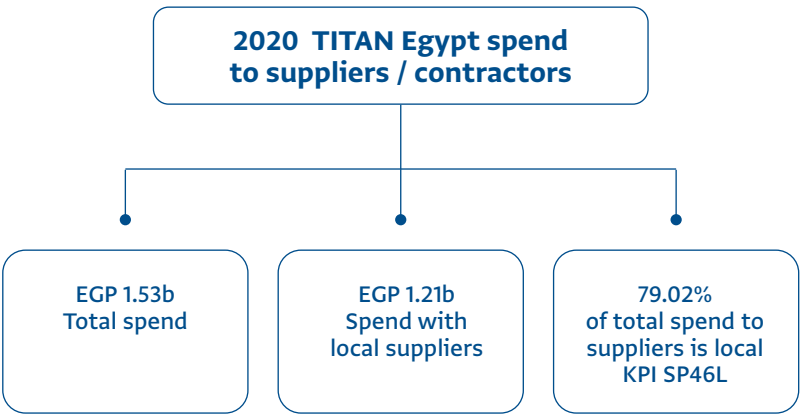 2020 TITAN Egypt spend
to suppliers / contractors
EGP 1.53b
Total spend
EGP 1.21b
Spend with
local suppliers
79.02%
of total spend to
suppliers is local
KPI SP46L